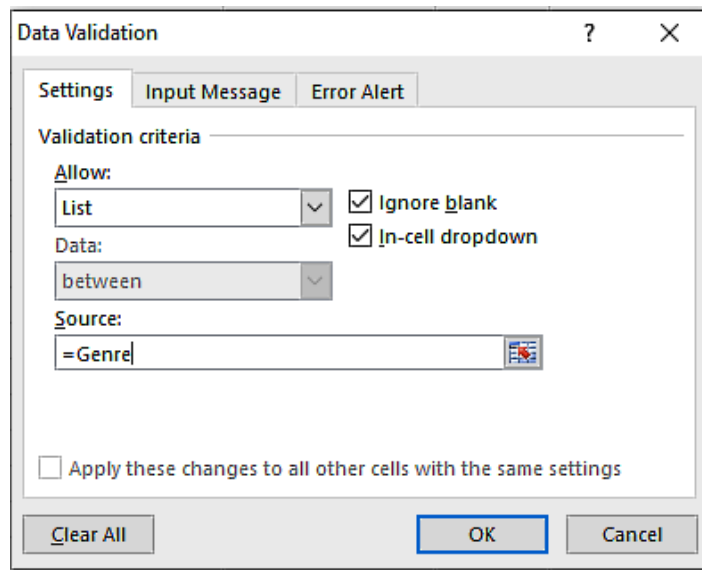 Data Validation ?
Settings Input Message Error Alert
Validation criteria
Allow:
List
Ignore blank
In-cell dropdown
Data:
between
Source:
=Genre
Apply these changes to all other cells with the same settings
Clear All OK Cancel